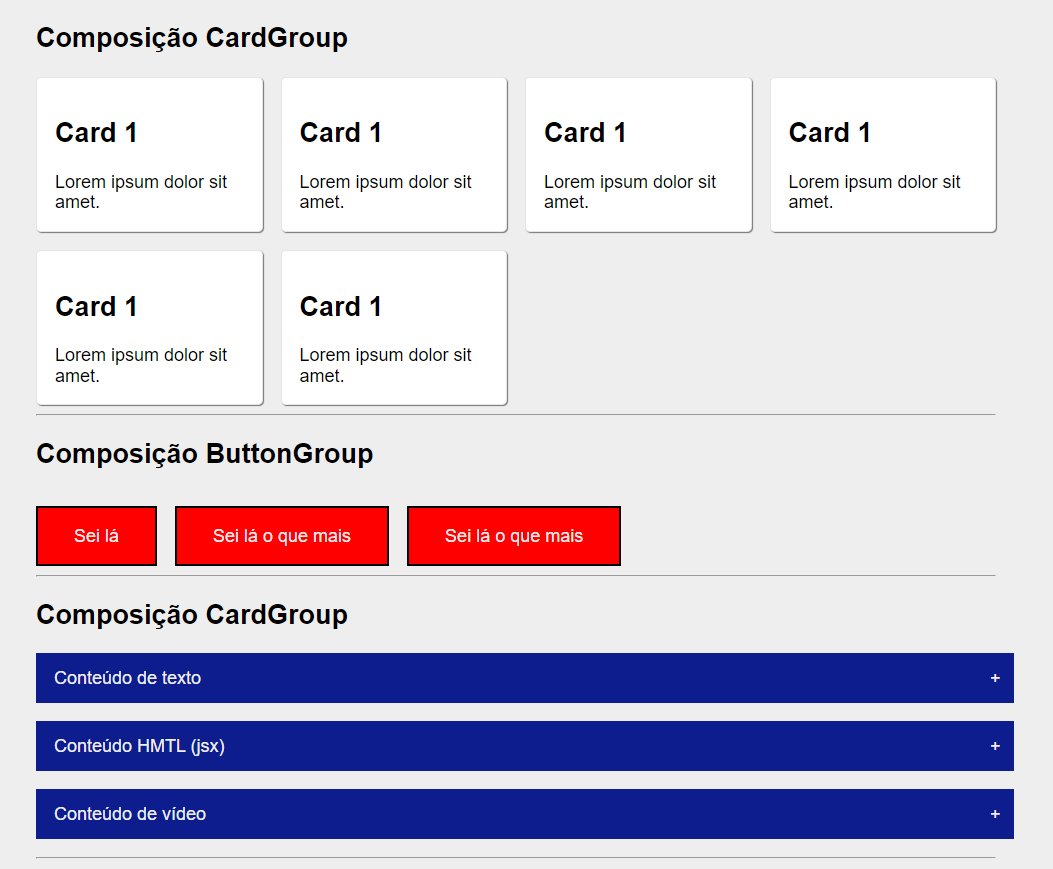 Composição CardGroup
Card 1 Card 1 Card 1 Card 1
Lorem ipsum dolor sit Lorem ipsum dolor sit Lorem ipsum dolor sit Lorem ipsum dolor sit
amet. amet. amet. amet.
Card 1 Card 1
Lorem ipsum dolor sit Lorem ipsum dolor sit
amet. amet.
Composição ButtonGroup
Sei lá Sei lá o que mais Sei lá o que mais
Composição CardGroup
Conteúdo de texto +
Conteúdo HMTL (jsx) +
Conteúdo de vídeo +